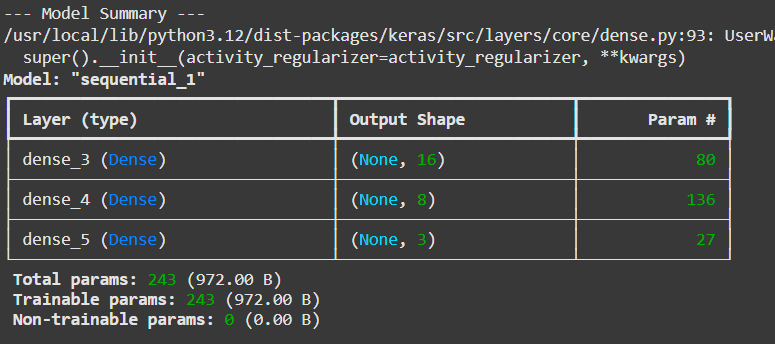 --- Model Summary ---
/usr/local/lib/python3.12/dist-packages/keras/src/layers/core/dense.py:93: UserWa
super().__init__(activity_regularizer=activity_regularizer, **kwargs)
Model: "sequential_1"
Layer (type) Output Shape Param #
dense_3 (Dense) (None, 16) 80
dense_4 (Dense) (None, 8) 136
dense_5 (Dense) (None, 3) 27
Total params: 243 (972.00 B)
Trainable params: 243 (972.00 B)
Non-trainable params: 0 (0.00 B)